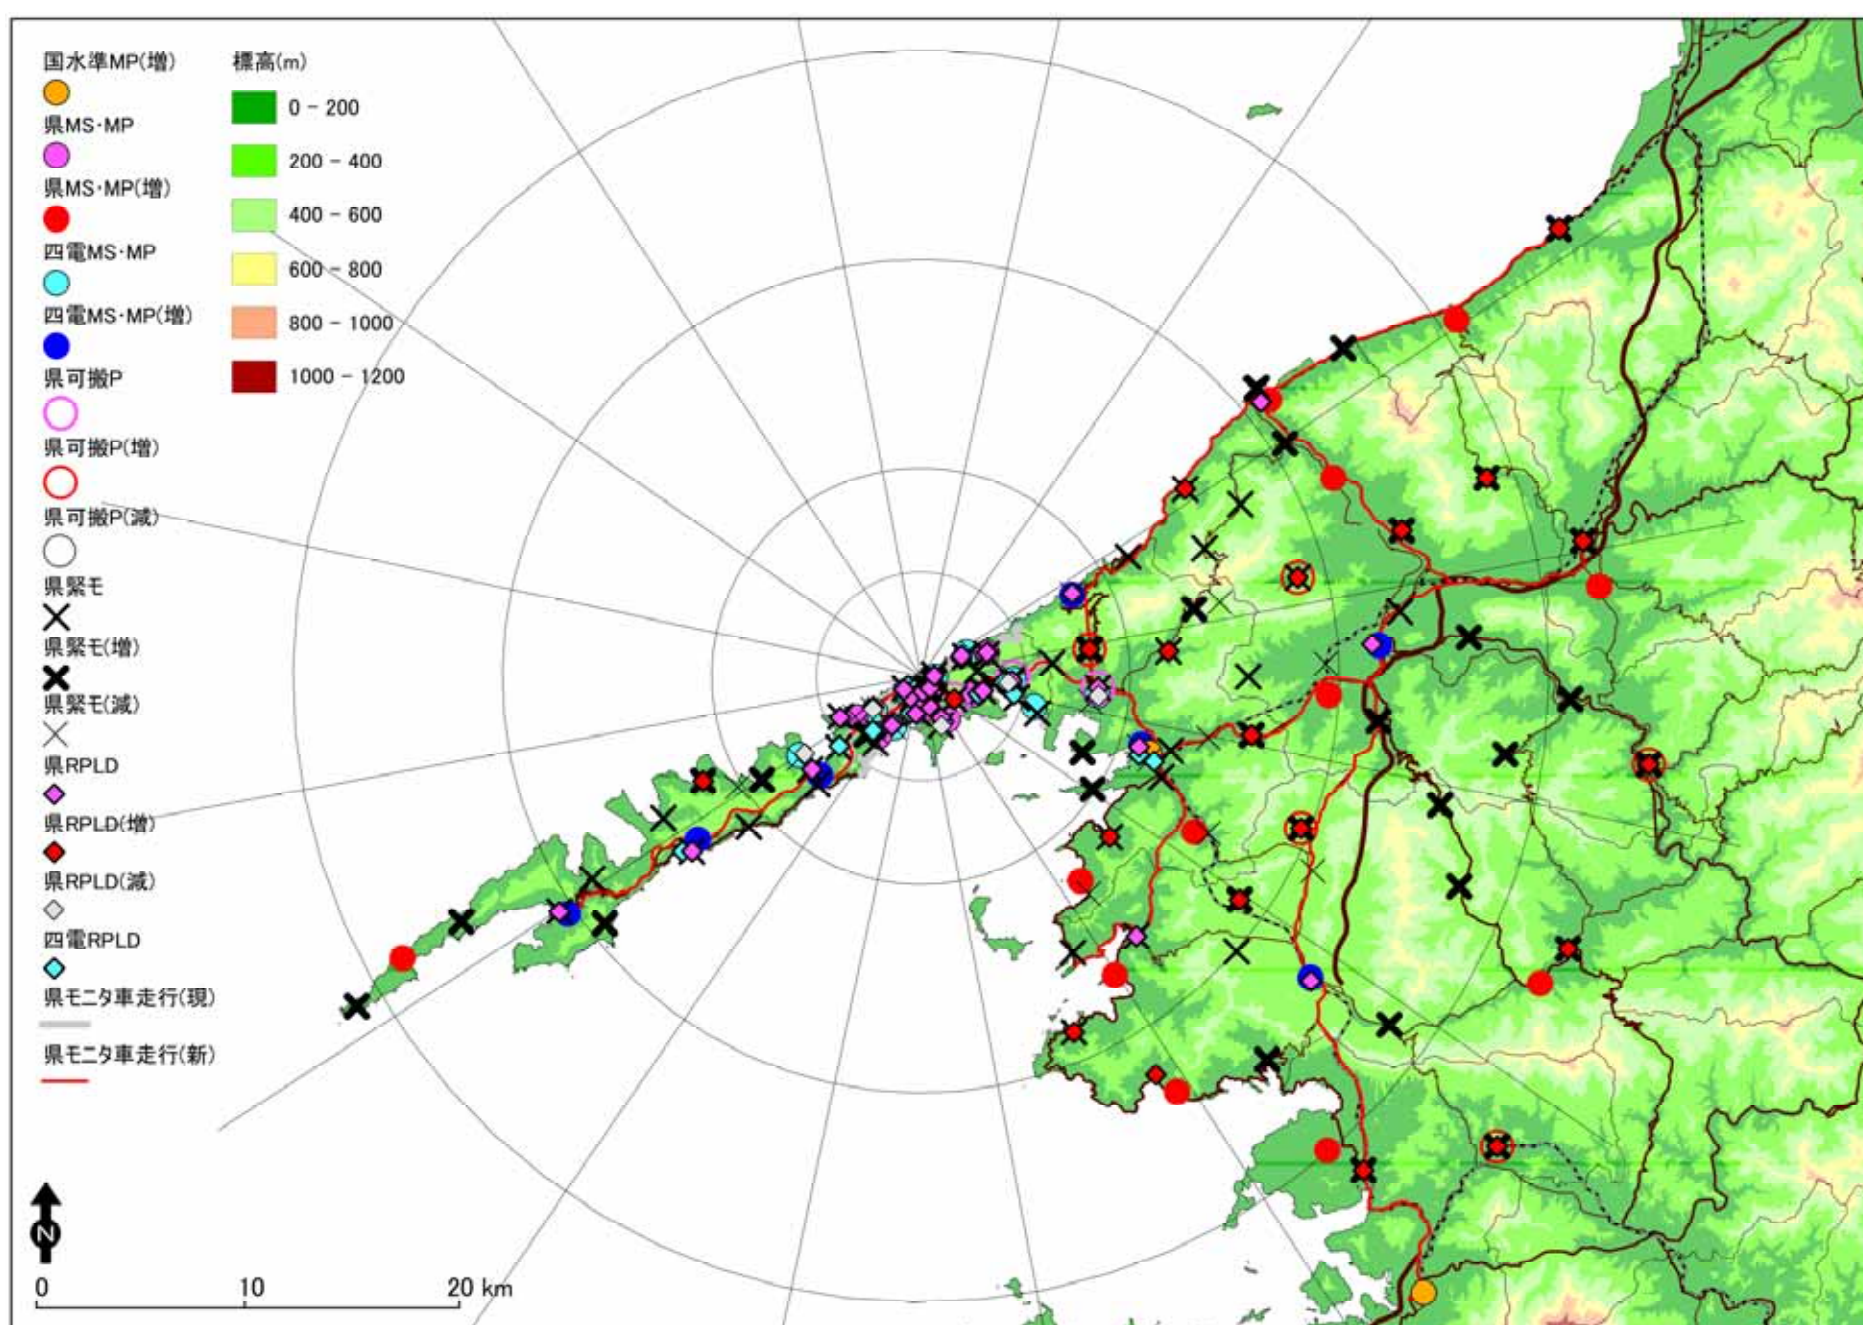 国水準MP(増)
県MS・MP
県MS・MP(増)
四電MS・MP
四電MS・MP(増)
県可搬P
県可搬P(増)
県可搬P(減)
県緊モ
県緊モ(増)
県緊モ(減)
県RPLD
県RPLD(増)
県RPLD(減)
四電RPLD
県モニタ車走行(現)
県モニタ車走行(新)
標高(m)
0 - 200
200 - 400
400 - 600
600 - 800
800 - 1000
1000 - 1200
N
0 10 20 km